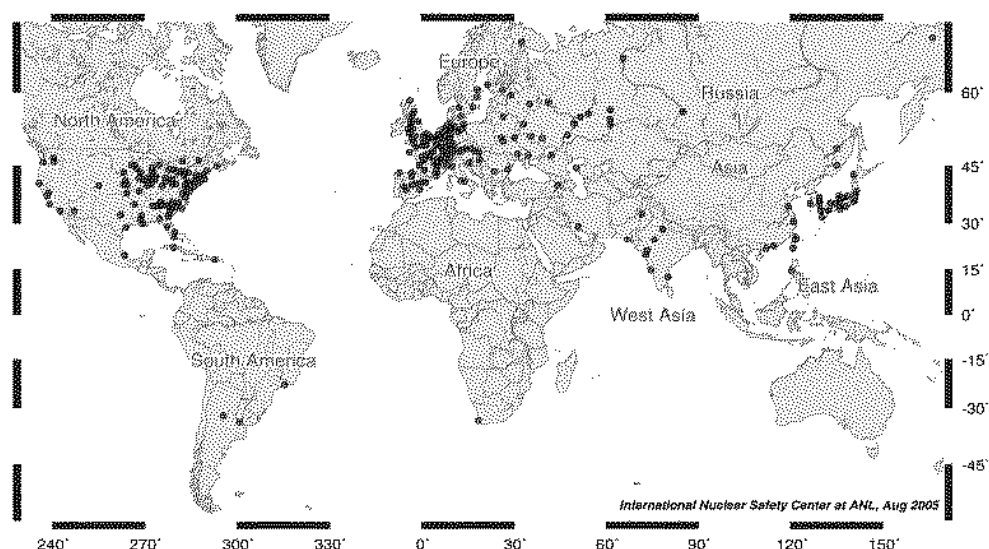 Europe
60°
Russia
North America
45°
Asia
30°
Africa
15°
East Asia
West Asia
0°
South America
-15°
-30°
-45°
International Nuclear Safety Center at ANL, Aug 2005
240° 270° 300° 330° 0° 30° 60° 90° 120° 150°